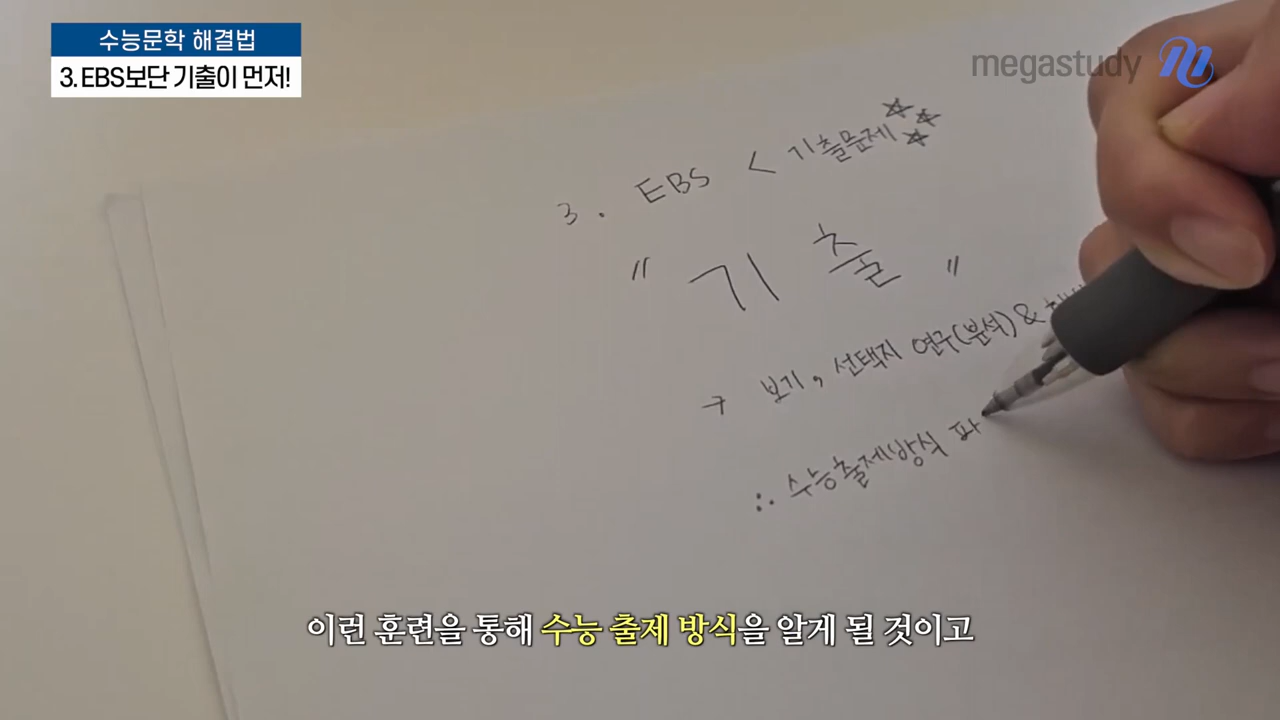 수능문학 해결법
3. EBS보단 기출이 먼저!
megastudy
3. EBS < 기출문제
" 기출 "
→ 보기, 선택지 연구(분석) &
∴ 수능출제방식 파
이런 훈련을 통해 수능 출제 방식을 알게 될 것이고